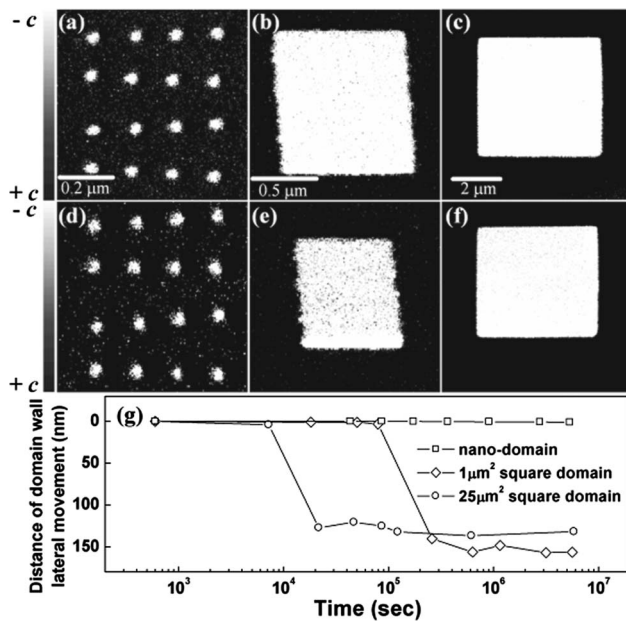 - c
(a)
(b)
(c)
+ c
0.2 μm
0.5 μm
2 μm
- c
(d)
(e)
(f)
+ c
(g)
0
50
100
150
Distance of domain wall
lateral movement (nm)
nano-domain
1μm² square domain
25μm² square domain
10³
10⁴
10⁵
10⁶
10⁷
Time (sec)